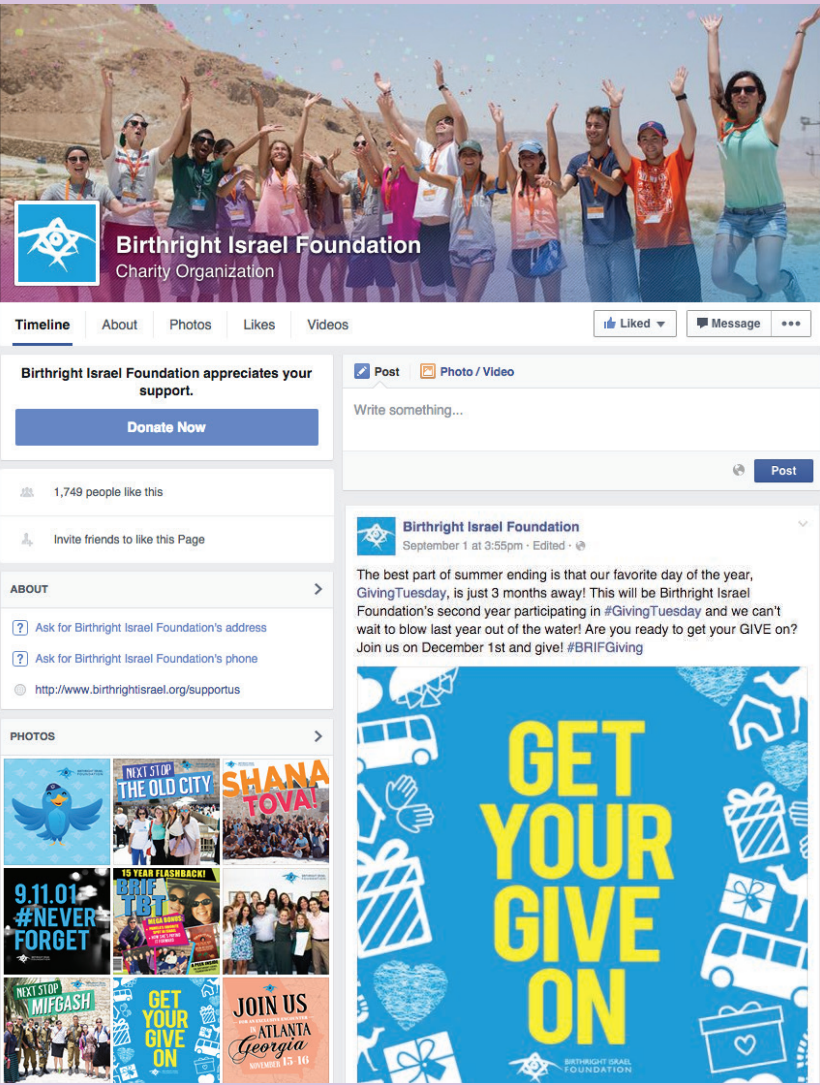 Birthright Israel Foundation
Charity Organization
Timeline
About
Photos
Likes
Videos
Liked
Message
Birthright Israel Foundation appreciates your
support.
Donate Now
1,749 people like this
Invite friends to like this Page
ABOUT
Ask for Birthright Israel Foundation's address
Ask for Birthright Israel Foundation's phone
http://www.birthrightisrael.org/supportus
PHOTOS
NEXT STOP
THE OLD CITY
SHANA
TOVA!
9.11.01
#NEVER
FORGET
15 YEAR FLASHBACK!
BRIF
TBT
MEGA BONUS:
NEXT STOP
MIFGASH
GET
YOUR
GIVE
ON
JOIN US
IN ATLANTA
Georgia
NOVEMBER 15-16
Post
Photo / Video
Write something...
Post
Birthright Israel Foundation
September 1 at 3:55pm · Edited ·
The best part of summer ending is that our favorite day of the year,
GivingTuesday, is just 3 months away! This will be Birthright Israel
Foundation's second year participating in #GivingTuesday and we can't
wait to blow last year out of the water! Are you ready to get your GIVE on?
Join us on December 1st and give! #BRIFGiving
GET
YOUR
GIVE
ON
BIRTHRIGHT ISRAEL
FOUNDATION